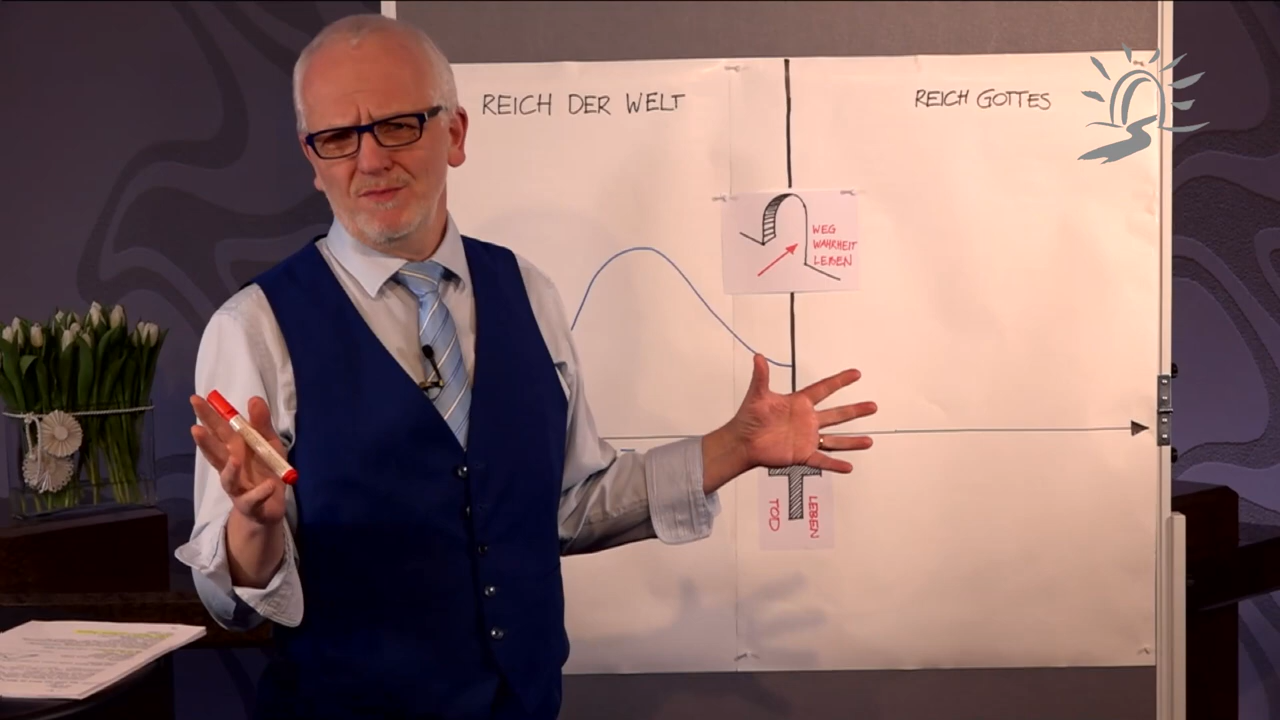 REICH DER WELT
REICH GOTTES
WEG
WAHRHEIT
LEBEN
TOD
LEBEN